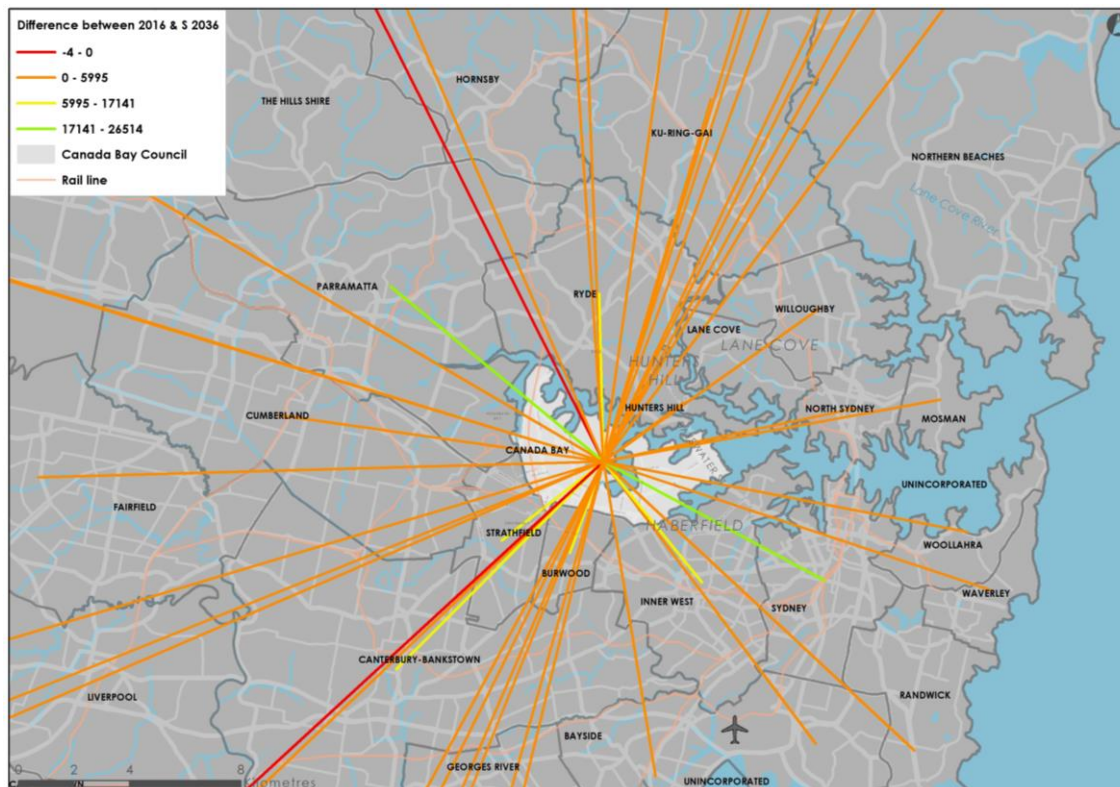 Difference between 2016 & S 2036
-4 - 0
0 - 5995
5995 - 17141
17141 - 26514
Canada Bay Council
Rail line
HORNSBY
THE HILLS SHIRE
KU-RING-GAI
NORTHERN BEACHES
Lane Cove River
PARRAMATTA
RYDE
WILLOUGHBY
LANE COVE
LANE COVE
HUNTER
HILL
HUNTERS HILL
NORTH SYDNEY
MOSMAN
CUMBERLAND
CANADA BAY
UNINCORPORATED
FAIRFIELD
STRATHFIELD
HABERFIELD
WOOLLAHRA
BURWOOD
INNER WEST
SYDNEY
WAVERLEY
CANTERBURY-BANKSTOWN
LIVERPOOL
RANDWICK
BAYSIDE
GEORGES RIVER
UNINCORPORATED
0 2 4 8